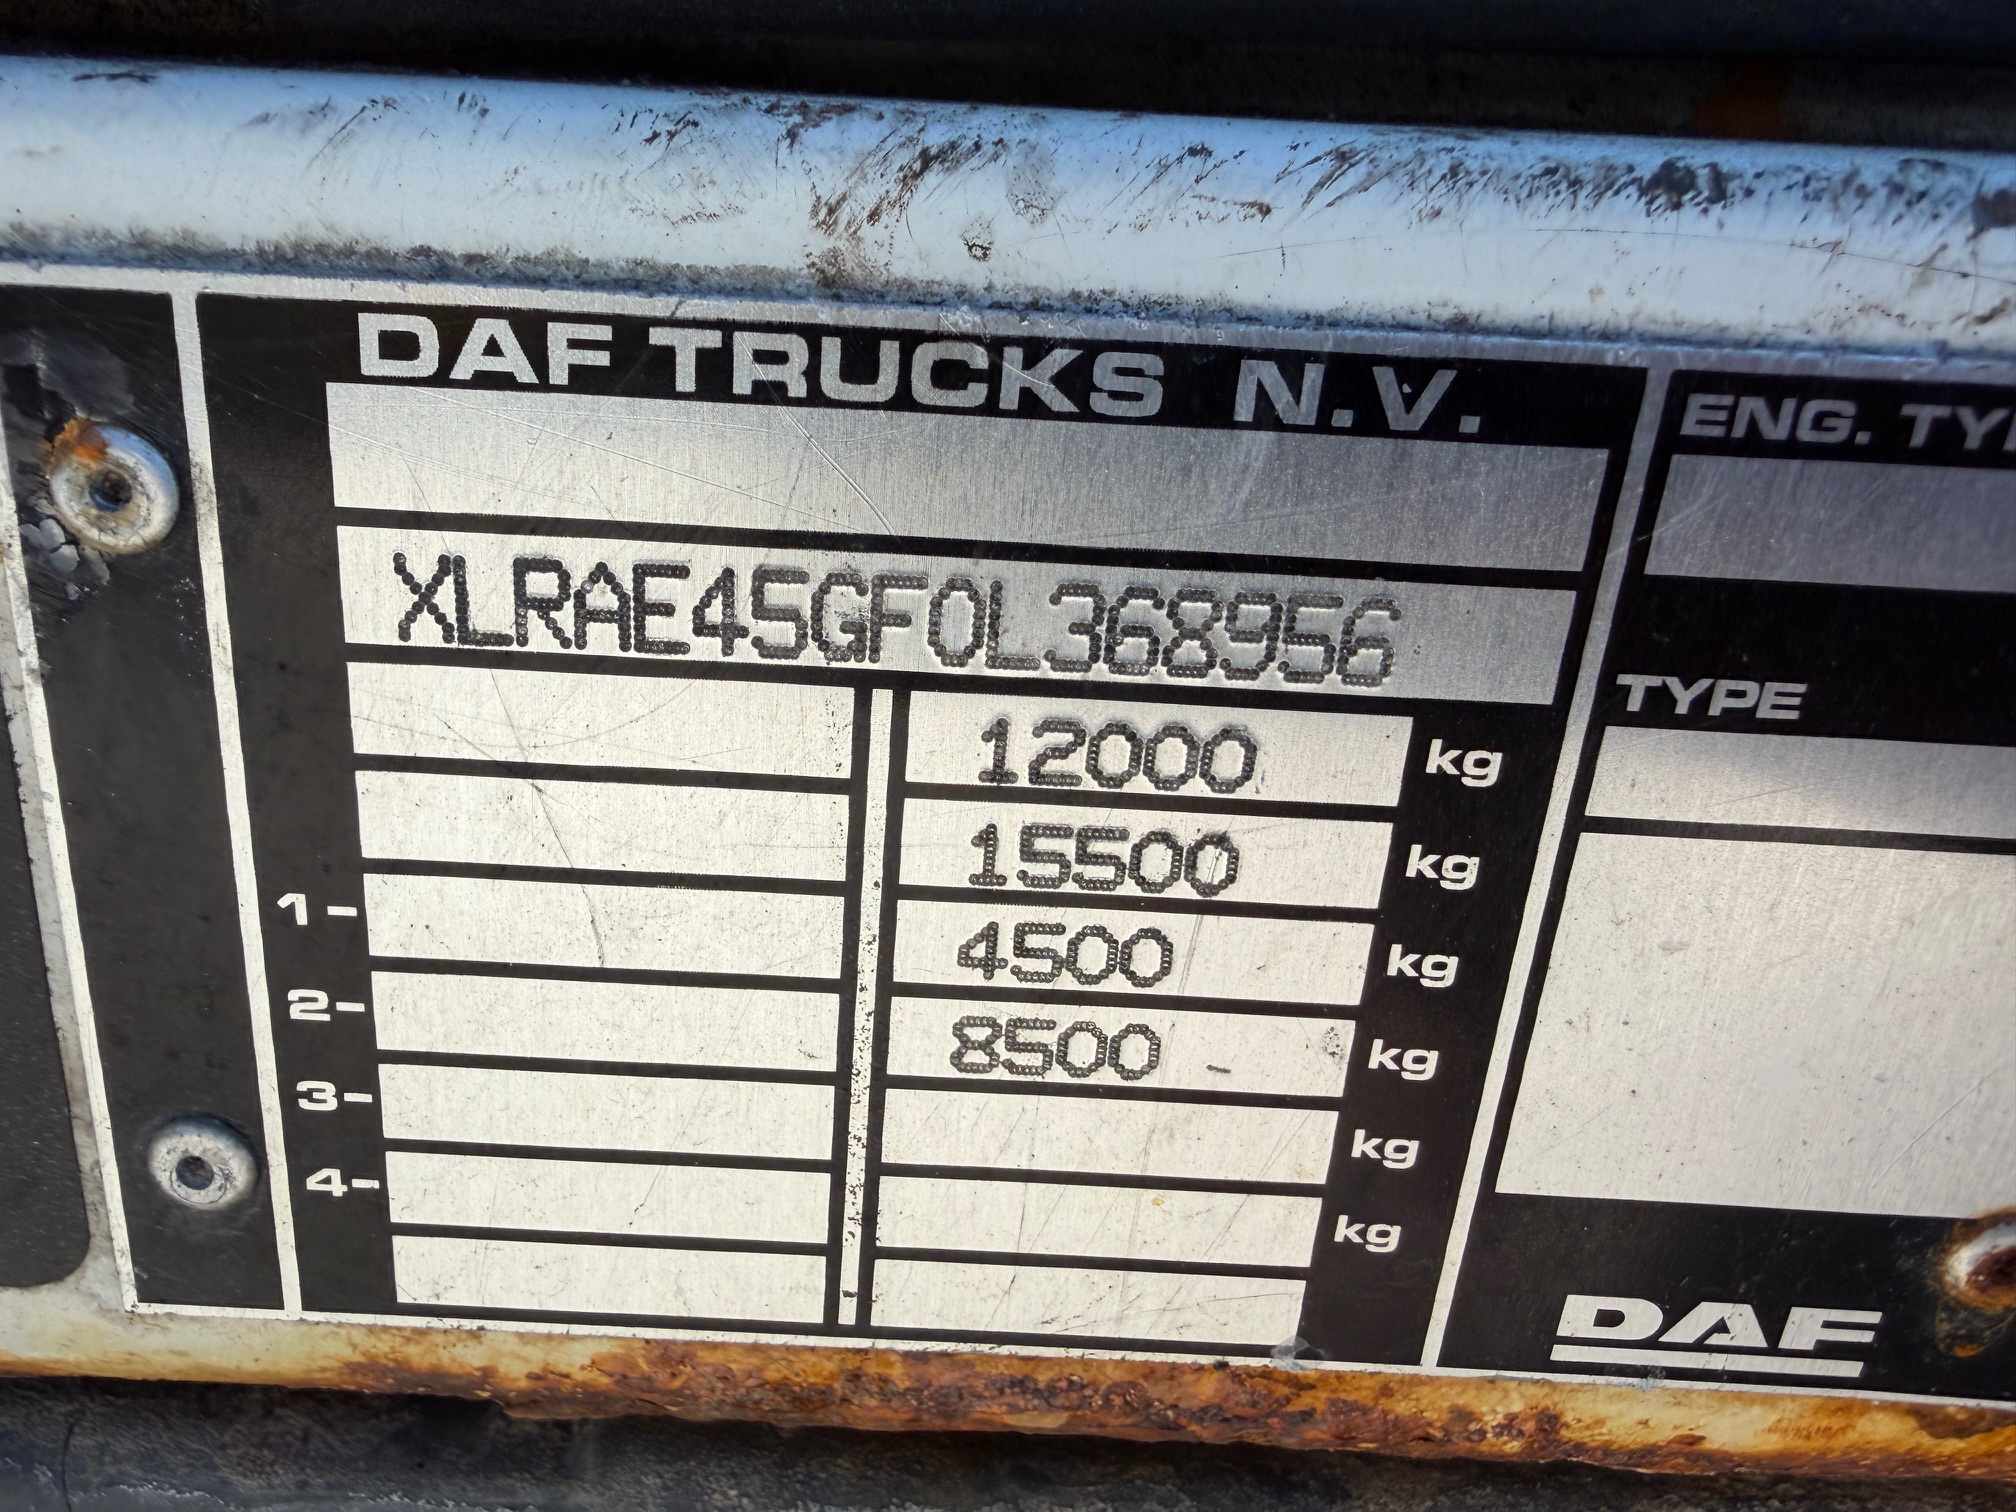 DAF TRUCKS N.V.
XLRAE45GF0L368956
12000 kg
15500 kg
1- 4500 kg
2- 8500 kg
3- kg
4- kg
ENG. TY
TYPE
DAF